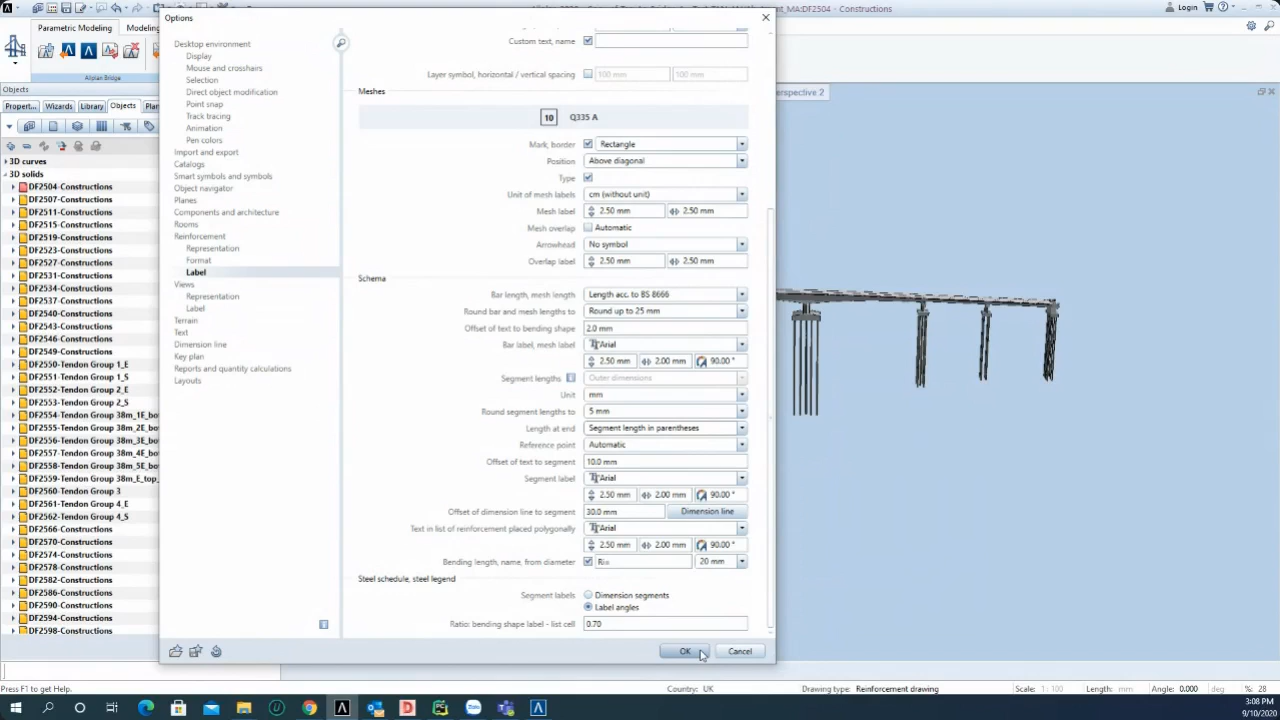 Options
_MA:DF2504 - Constructions
Login
Parametric Modeling
Modeling
Allplan Bridge
Objects
Propert...
Wizards
Library
Objects
Plan
3D curves
3D solids
DF2504-Constructions
DF2507-Constructions
DF2511-Constructions
DF2515-Constructions
DF2519-Constructions
DF2523-Constructions
DF2527-Constructions
DF2531-Constructions
DF2534-Constructions
DF2537-Constructions
DF2540-Constructions
DF2543-Constructions
DF2546-Constructions
DF2549-Constructions
DF2550-Tendon Group 1_E
DF2551-Tendon Group 1_S
DF2552-Tendon Group 2_E
DF2553-Tendon Group 2_S
DF2554-Tendon Group 38m_1E_bot
DF2555-Tendon Group 38m_2E_bot
DF2556-Tendon Group 38m_3E_bot
DF2557-Tendon Group 38m_4E_bot
DF2558-Tendon Group 38m_5E_bot
DF2559-Tendon Group 38m_E_top_
DF2560-Tendon Group 3
DF2561-Tendon Group 4_E
DF2562-Tendon Group 4_S
DF2566-Constructions
DF2570-Constructions
DF2574-Constructions
DF2578-Constructions
DF2582-Constructions
DF2586-Constructions
DF2590-Constructions
DF2594-Constructions
DF2598-Constructions
Desktop environment
Display
Mouse and crosshairs
Selection
Direct object modification
Point snap
Track tracing
Animation
Pen colors
Import and export
Catalogs
Smart symbols and symbols
Object navigator
Planes
Components and architecture
Rooms
Reinforcement
Representation
Format
Label
Views
Representation
Label
Terrain
Text
Dimension line
Key plan
Reports and quantity calculations
Layouts
Custom text, name
Layer symbol, horizontal / vertical spacing 100 mm 100 mm
Meshes
10 Q335 A
Mark, border Rectangle
Position Above diagonal
Type
Unit of mesh labels cm (without unit)
Mesh label 2.50 mm 2.50 mm
Mesh overlap Automatic
Arrowhead No symbol
Overlap label 2.50 mm 2.50 mm
Schema
Bar length, mesh length Length acc. to BS 8666
Round bar and mesh lengths to Round up to 25 mm
Offset of text to bending shape 2.0 mm
Bar label, mesh label Arial
2.50 mm 2.00 mm 90.00 °
Segment lengths Outer dimensions
Unit mm
Round segment lengths to 5 mm
Length at end Segment length in parentheses
Reference point Automatic
Offset of text to segment 10.0 mm
Segment label Arial
2.50 mm 2.00 mm 90.00 °
Offset of dimension line to segment 30.0 mm Dimension line
Text in list of reinforcement placed polygonally Arial
2.50 mm 2.00 mm 90.00 °
Bending length, name, from diameter 20 mm
Steel schedule, steel legend
Segment labels Dimension segments
Label angles
Ratio: bending shape label - list cell 0.70
OK
Cancel
erspective 2
Press F1 to get Help.
Country: UK
Drawing type: Reinforcement drawing
Scale: 1 : 100
Length: mm
Angle: 0.000 deg
%: 28
3:08 PM
9/10/2020